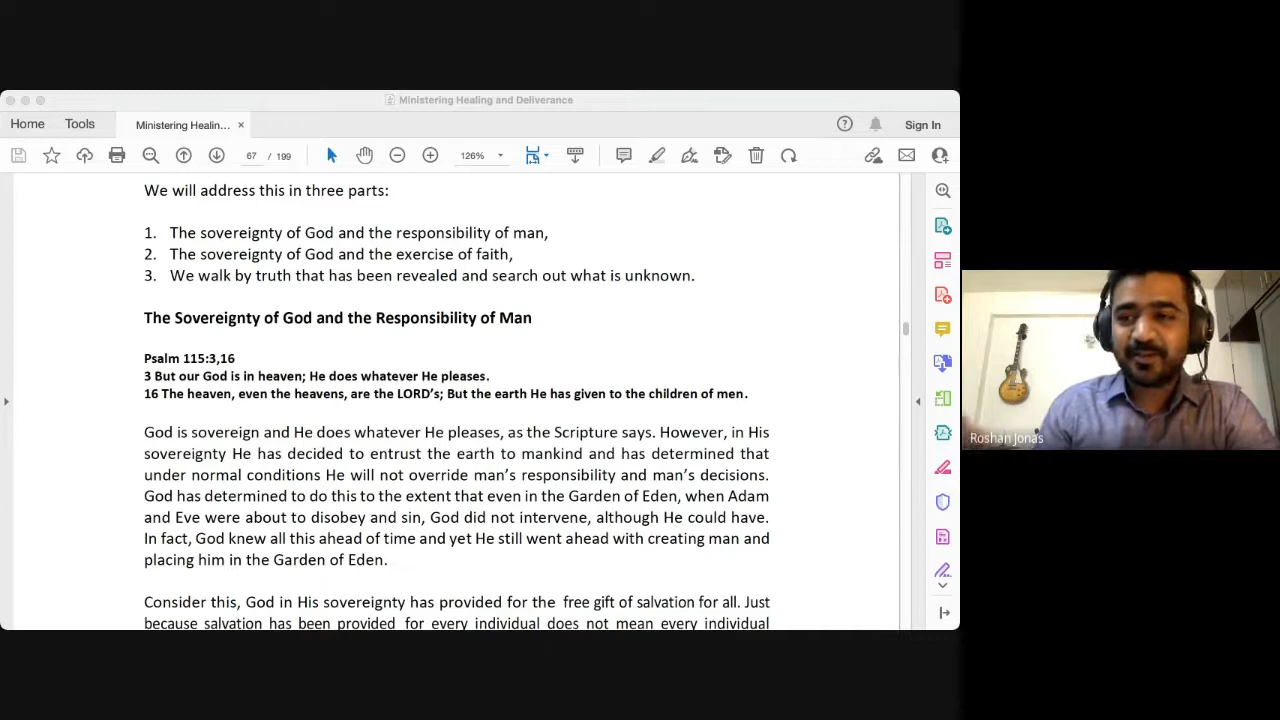 Ministering Healing and Deliverance
Home Tools Ministering Healin... × Sign In
67 / 199 126%
We will address this in three parts:
1. The sovereignty of God and the responsibility of man,
2. The sovereignty of God and the exercise of faith,
3. We walk by truth that has been revealed and search out what is unknown.
The Sovereignty of God and the Responsibility of Man
Psalm 115:3,16
3 But our God is in heaven; He does whatever He pleases.
16 The heaven, even the heavens, are the LORD's; But the earth He has given to the children of men.
God is sovereign and He does whatever He pleases, as the Scripture says. However, in His
sovereignty He has decided to entrust the earth to mankind and has determined that
under normal conditions He will not override man's responsibility and man's decisions.
God has determined to do this to the extent that even in the Garden of Eden, when Adam
and Eve were about to disobey and sin, God did not intervene, although He could have.
In fact, God knew all this ahead of time and yet He still went ahead with creating man and
placing him in the Garden of Eden.
Consider this, God in His sovereignty has provided for the free gift of salvation for all. Just
because salvation has been provided for every individual does not mean every individual
Roshan Jonas